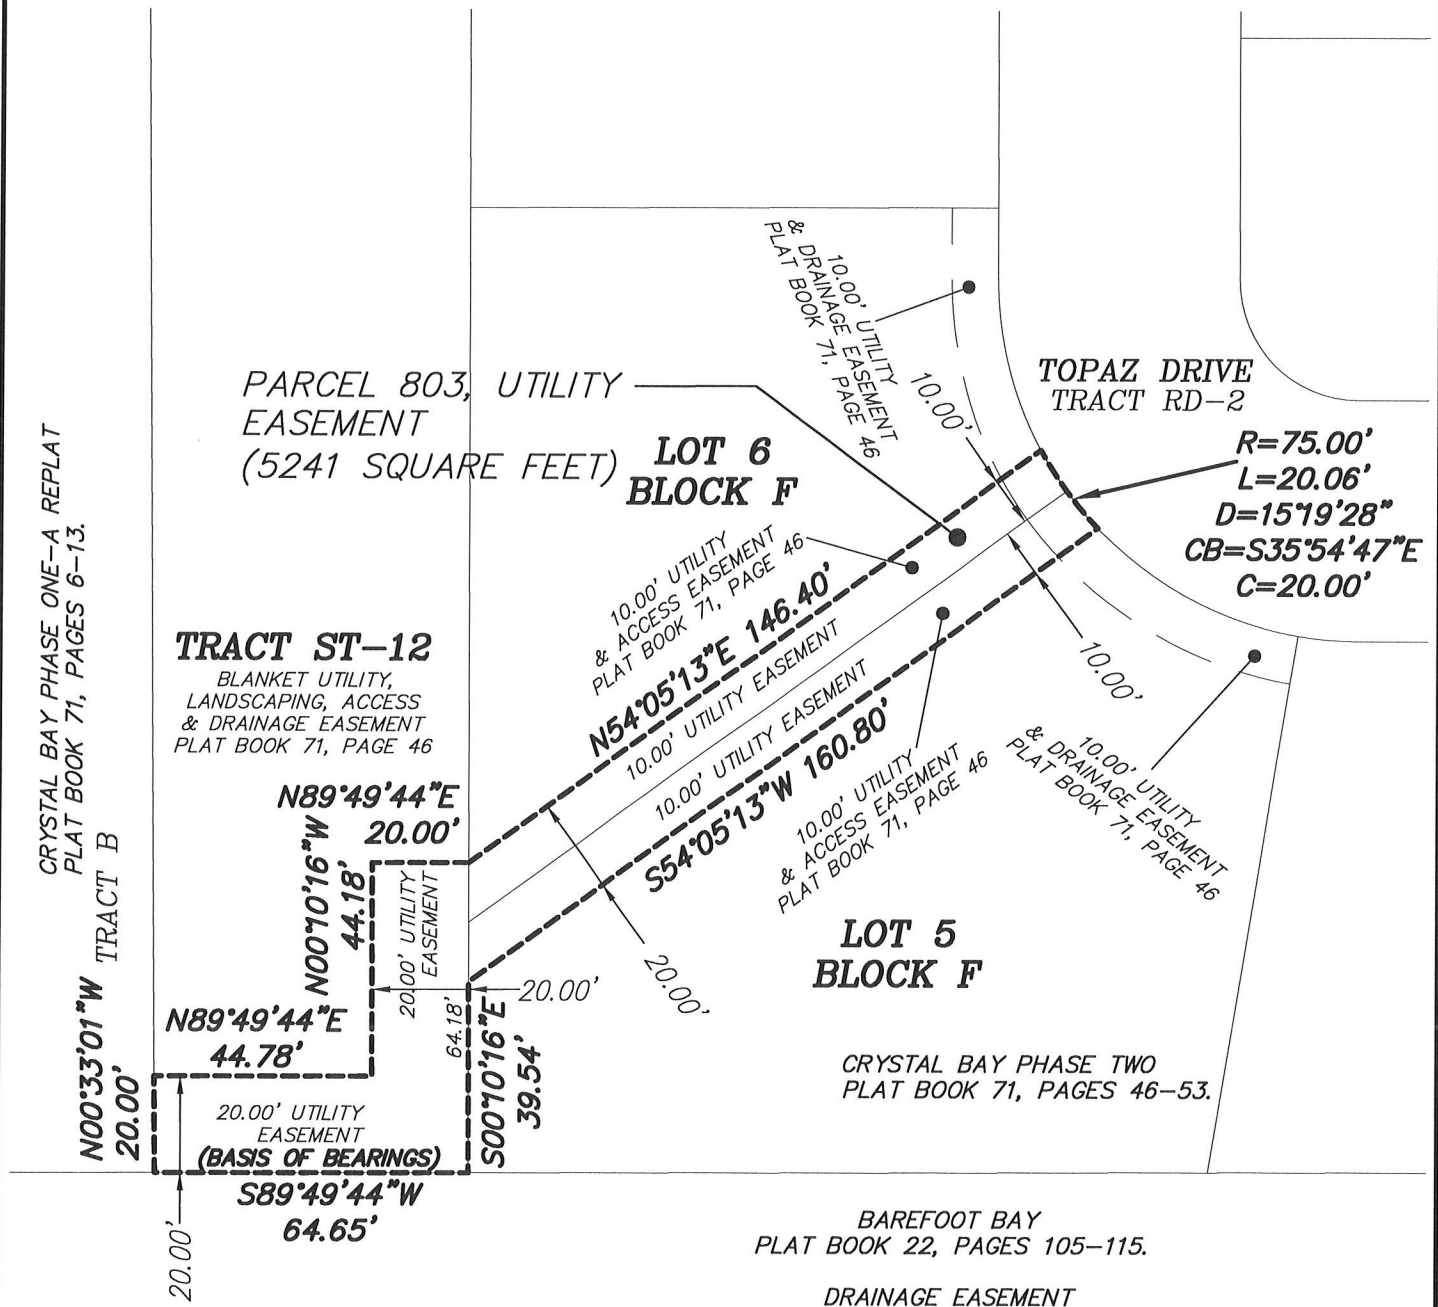 10.00' UTILITY
& DRAINAGE EASEMENT
PLAT BOOK 71, PAGE 46
10.00'
TOPAZ DRIVE
TRACT RD-2
R=75.00'
L=20.06'
D=15°19'28"
CB=S35°54'47"E
C=20.00'
PARCEL 803, UTILITY
EASEMENT
(5241 SQUARE FEET)
LOT 6
BLOCK F
CRYSTAL BAY PHASE ONE-A REPLAT
PLAT BOOK 71, PAGES 6-13.
TRACT B
10.00' UTILITY
& ACCESS EASEMENT
PLAT BOOK 71, PAGE 46
N54°05'13"E 146.40'
10.00' UTILITY EASEMENT
10.00' UTILITY EASEMENT
S54°05'13"W 160.80'
10.00' UTILITY
& ACCESS EASEMENT
PLAT BOOK 71, PAGE 46
10.00'
10.00' UTILITY
& DRAINAGE EASEMENT
PLAT BOOK 71, PAGE 46
TRACT ST-12
BLANKET UTILITY,
LANDSCAPING, ACCESS
& DRAINAGE EASEMENT
PLAT BOOK 71, PAGE 46
N89°49'44"E
20.00'
N00°10'16"W
44.18'
20.00' UTILITY
EASEMENT
20.00'
20.00'
64.18'
S00°10'16"E
39.54'
LOT 5
BLOCK F
N89°49'44"E
44.78'
N00°33'01"W
20.00'
20.00' UTILITY
EASEMENT
(BASIS OF BEARINGS)
S89°49'44"W
64.65'
20.00'
CRYSTAL BAY PHASE TWO
PLAT BOOK 71, PAGES 46-53.
BAREFOOT BAY
PLAT BOOK 22, PAGES 105-115.
DRAINAGE EASEMENT